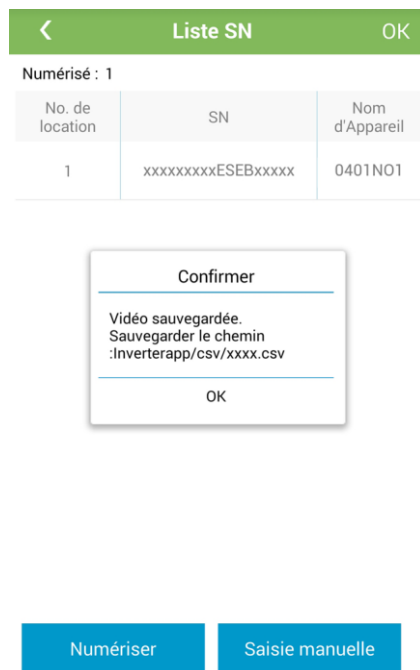 Liste SN
OK
Numérisé : 1
No. de
location
SN
Nom
d'Appareil
1
xxxxxxxxxESEBxxxxx
0401NO1
Confirmer
Vidéo sauvegardée.
Sauvegarder le chemin
:Inverterapp/csv/xxxx.csv
OK
Numériser
Saisie manuelle